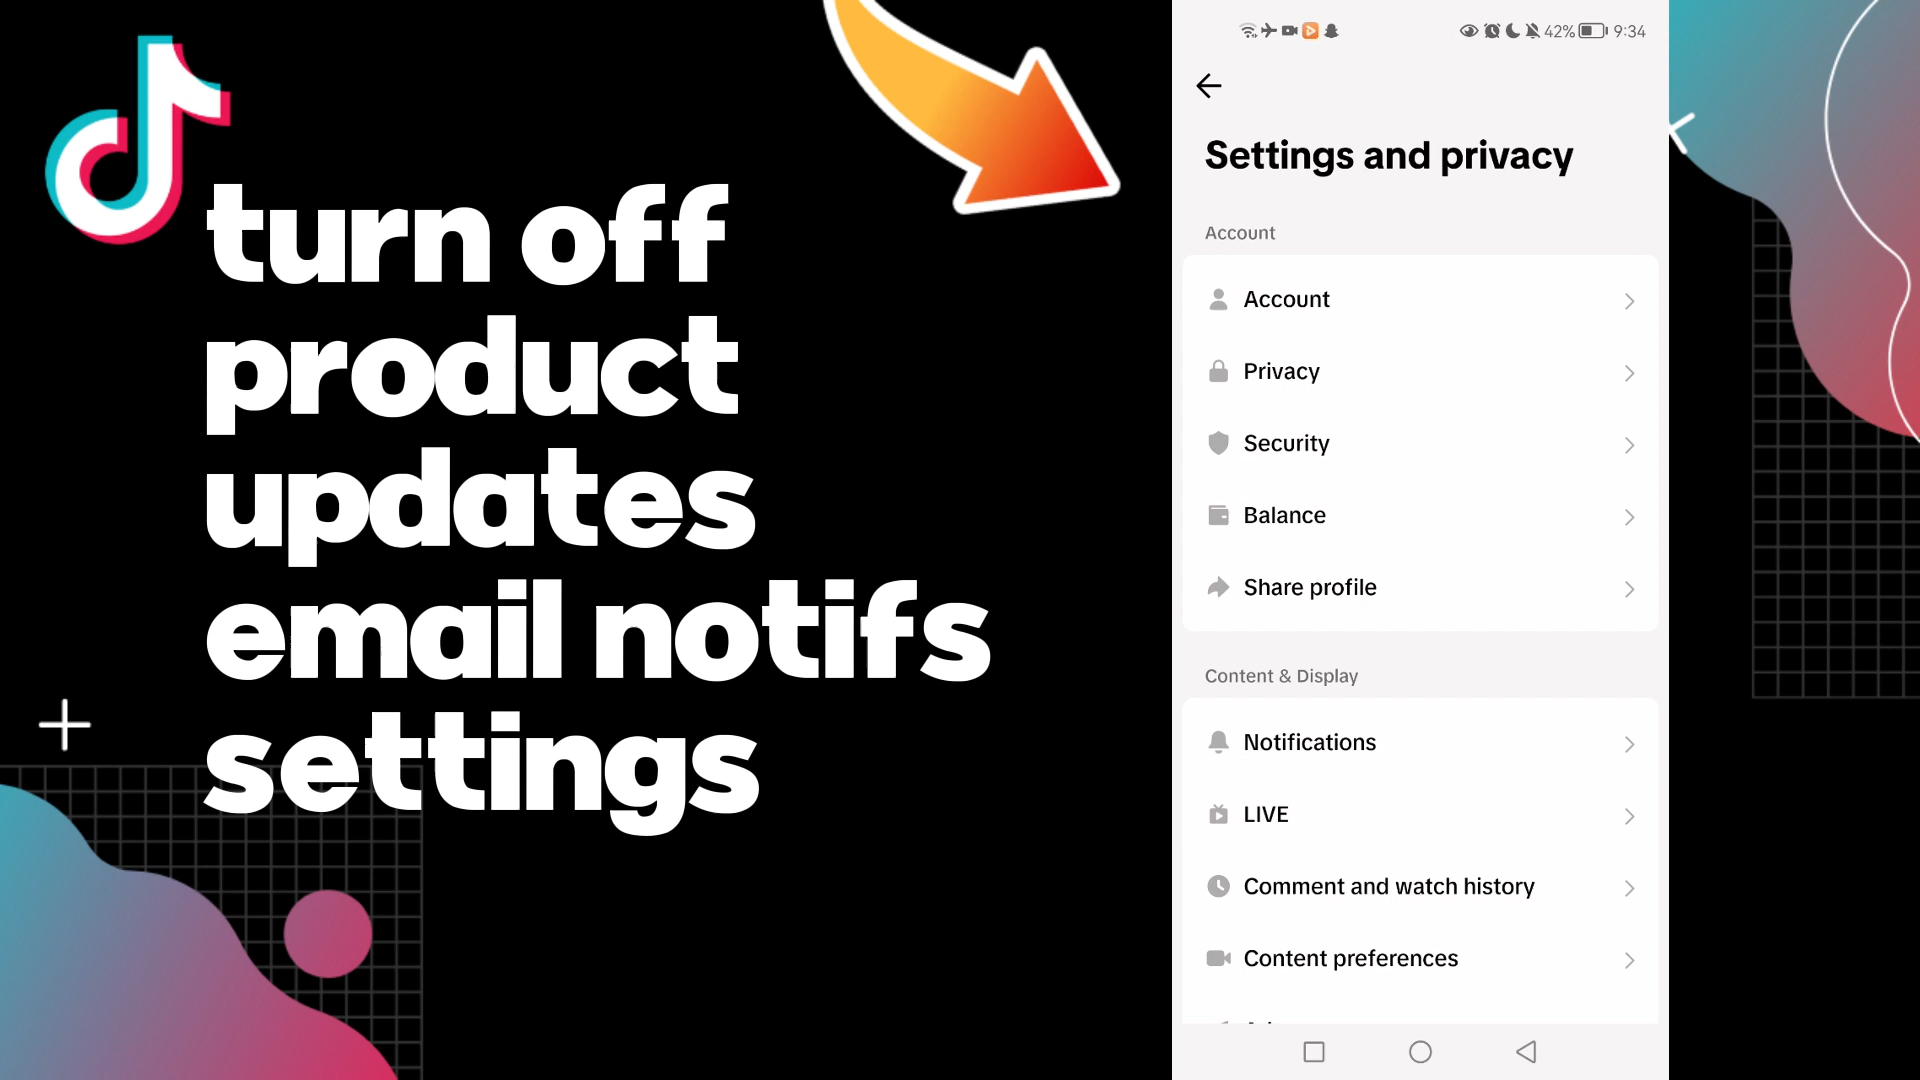 turn off
product
updates
email notifs
settings
42% 9:34
Settings and privacy
Account
Account
Privacy
Security
Balance
Share profile
Content & Display
Notifications
LIVE
Comment and watch history
Content preferences